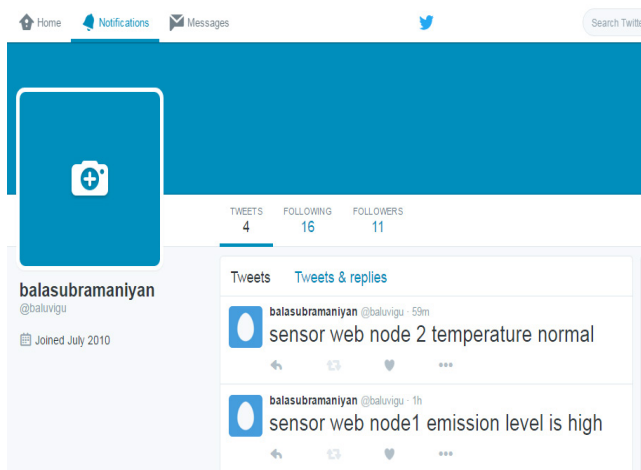 Home Notifications Messages Search Twitte
TWEETS FOLLOWING FOLLOWERS
4 16 11
Tweets Tweets & replies
balasubramaniyan
@baluvigu
Joined July 2010
balasubramaniyan @baluvigu · 59m
sensor web node 2 temperature normal
balasubramaniyan @baluvigu · 1h
sensor web node1 emission level is high